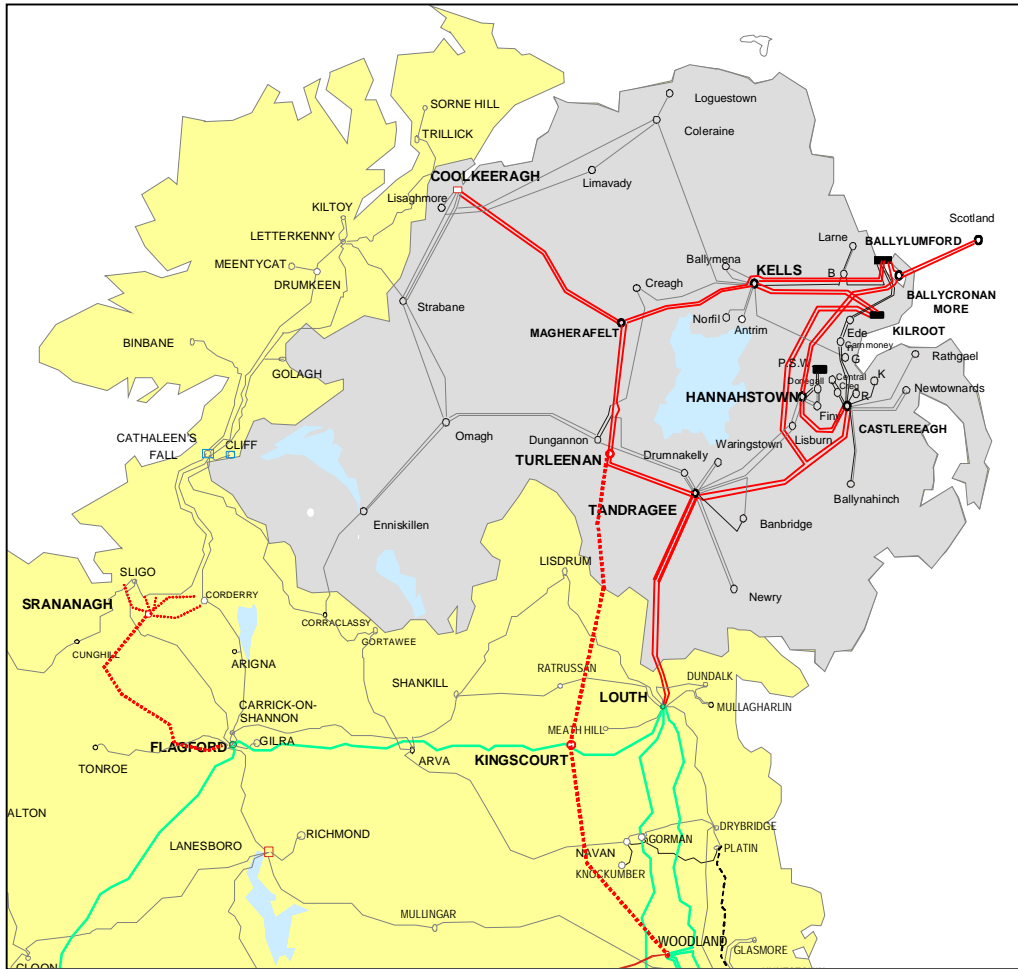 SORNE HILL
Loguestown
TRILLICK
Coleraine
COOLKEERAGH
Limavady
Lisaghmore
KILTOY
LETTERKENNY
Larne
Scotland
BALLYLUMFORD
MEENTYCAT
Ballymena
KELLS
B
DRUMKEEN
Creagh
BALLYCRONAN
MORE
Strabane
Norfil
Antrim
MAGHERAFELT
KILROOT
Ede
Carnmoney
n
BINBANE
G
Rathgael
GOLAGH
P.S.W
Donegall
Central
K
Creg
R
Newtownards
HANNAHSTOWN
Finy
CASTLEREAGH
CATHALEEN'S
FALL
CLIFF
Omagh
Dungannon
Waringstown
Lisburn
TURLEENAN
Drumnakelly
Ballynahinch
TANDRAGEE
Enniskillen
Banbridge
LISDRUM
SLIGO
Newry
SRANANAGH
CORDERRY
CORRACLASSY
GORTAWEE
CUNGHILL
ARIGNA
RATRUSSAN
DUNDALK
SHANKILL
LOUTH
MULLAGHARLIN
CARRICK-ON-
SHANNON
MEATH HILL
FLAGFORD
GILRA
KINGSCOURT
ARVA
TONROE
ALTON
RICHMOND
DRYBRIDGE
LANESBORO
GORMAN
NAVAN
PLATIN
KNOCKUMBER
MULLINGAR
WOODLAND
GLASMORE
CLOON